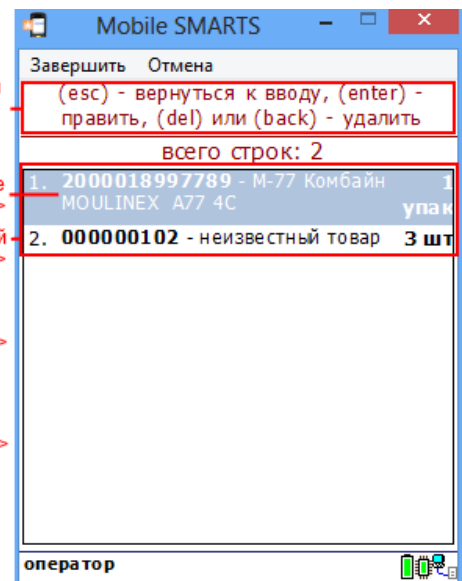 Mobile SMARTS
Завершить Отмена
(esc) - вернуться к вводу, (enter) -
править, (del) или (back) - удалить
всего строк: 2
1. 2000018997789 - М-77 Комбайн 1
MOULINEX A77 4C упак
2. 000000102 - неизвестный товар 3 шт
оператор